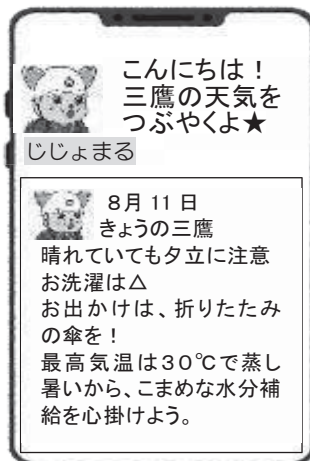 こんにちは！
三鷹の天気を
つぶやくよ★
じじょまる
8月 11 日
きょうの三鷹
晴れていても夕立に注意
お洗濯は△
お出かけは、折りたたみ
の傘を！
最高気温は30℃で蒸し
暑いから、こまめな水分補
給を心掛けよう。